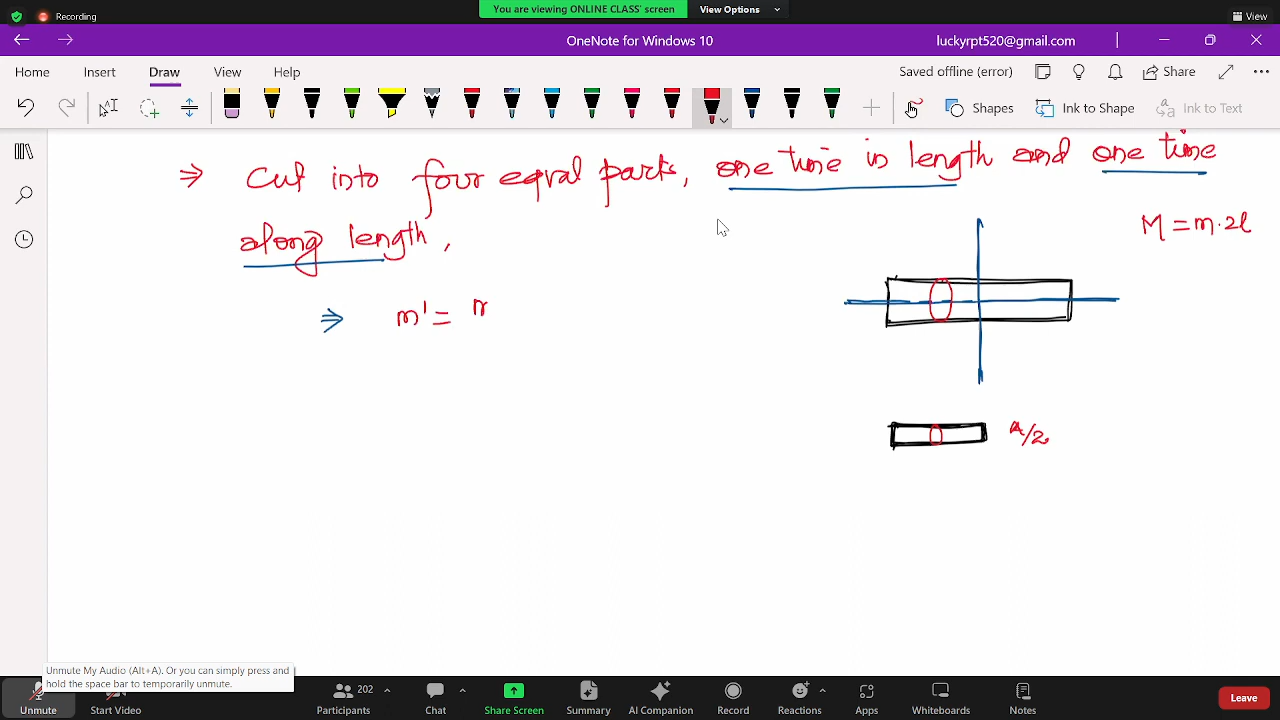 Recording
You are viewing ONLINE CLASS' screen
View Options
View
OneNote for Windows 10
luckyrpt520@gmail.com
Home Insert Draw View Help
Saved offline (error)
Share
Shapes
Ink to Shape
Ink to Text
⇒ Cut into four equal parts, one time in length and one time
along length,
M = m·2l
⇒ m' = m
A/2
Unmute My Audio (Alt+A). Or you can simply press and
hold the space bar to temporarily unmute.
202
Unmute Start Video Participants Chat Share Screen Summary AI Companion Record Reactions Apps Whiteboards Notes
Leave